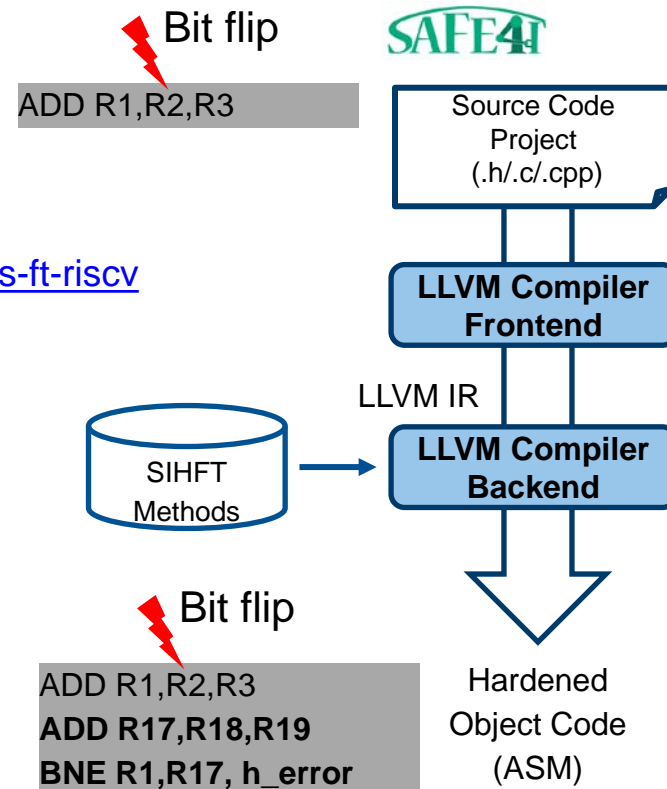 Bit flip
SAFE4I
ADD R1,R2,R3
Source Code
Project
(.h/.c/.cpp)
s-ft-riscv
LLVM Compiler
Frontend
LLVM IR
SIHFT
Methods
LLVM Compiler
Backend
Bit flip
ADD R1,R2,R3
ADD R17,R18,R19
BNE R1,R17, h_error
Hardened
Object Code
(ASM)